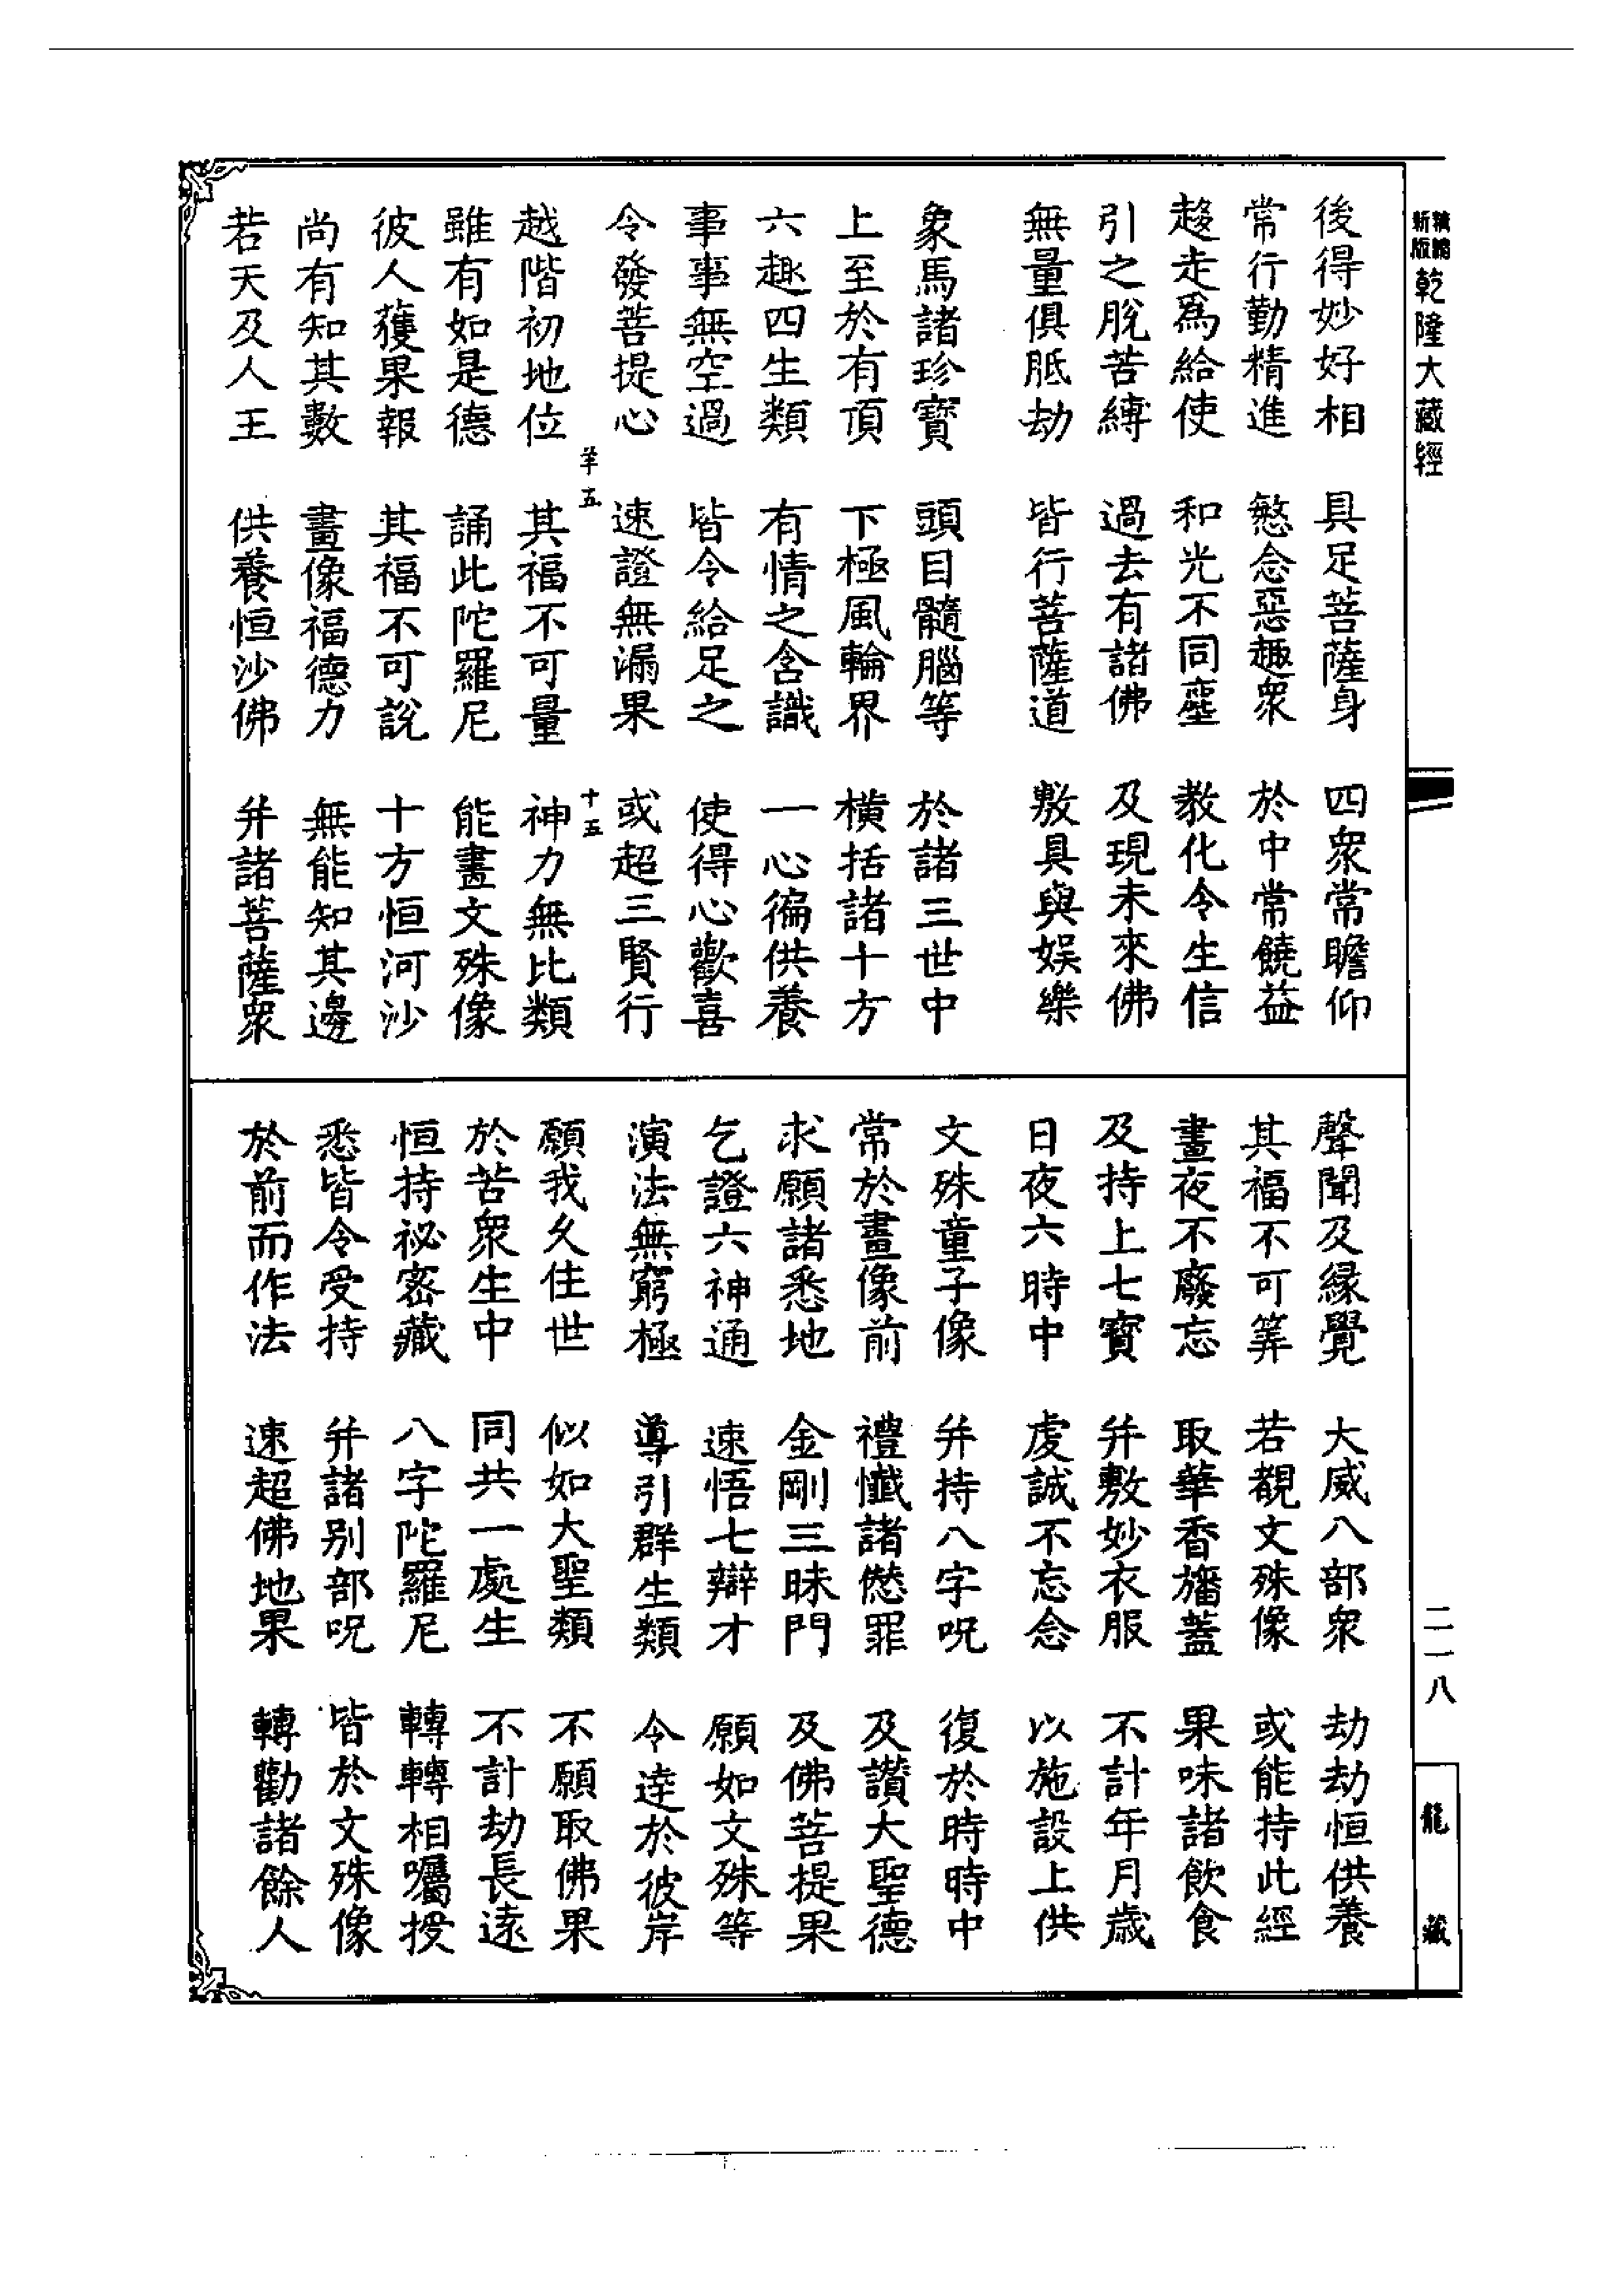 新版
精縮
乾隆大藏經
後得妙好相 具足菩薩身 四衆常瞻仰
常行勤精進 愍念惡趣衆 於中常饒益
趍走爲給使 和光不同塵 教化令生信
引之脫苦縛 過去有諸佛 及現未來佛
無量俱胝劫 皆行菩薩道 敷具與娛樂
象馬諸珍寶 頭目髓腦等 於諸三世中
上至於有頂 下極風輪界 橫括諸十方
六趣四生類 有情之含識 一心徧供養
事事無空過 皆令給足之 使得心歡喜
令發菩提心 速證無漏果 或超三賢行
羊五 十五
越階初地位 其福不可量 神力無比類
雖有如是德 誦此陀羅尼 能畫文殊像
彼人獲果報 其福不可說 十方恒河沙
尚有知其數 畫像福德力 無能知其邊
若天及人王 供養恒沙佛 并諸菩薩衆
聲聞及緣覺 大威八部衆 劫劫恒供養
其福不可筭 若覩文殊像 或能持此經
晝夜不廢忘 取華香旛蓋 果味諸飲食
及持上七寶 并敷妙衣服 不計年月歲
日夜六時中 虔誠不忘念 以施設上供
文殊童子像 并持八字呪 復於時時中
常於畫像前 禮懺諸愆罪 及讚大聖德
求願諸悉地 金剛三昧門 及佛菩提果
乞證六神通 速悟七辯才 願如文殊等
演法無窮極 導引群生類 令達於彼岸
願我久住世 似如大聖類 不願取佛果
於苦衆生中 同共一處生 不計劫長遠
恒持祕密藏 八字陀羅尼 轉轉相囑授
悉皆令受持 并諸別部呪 皆於文殊像
於前而作法 速超佛地果 轉勸諸餘人
二一八
龍藏